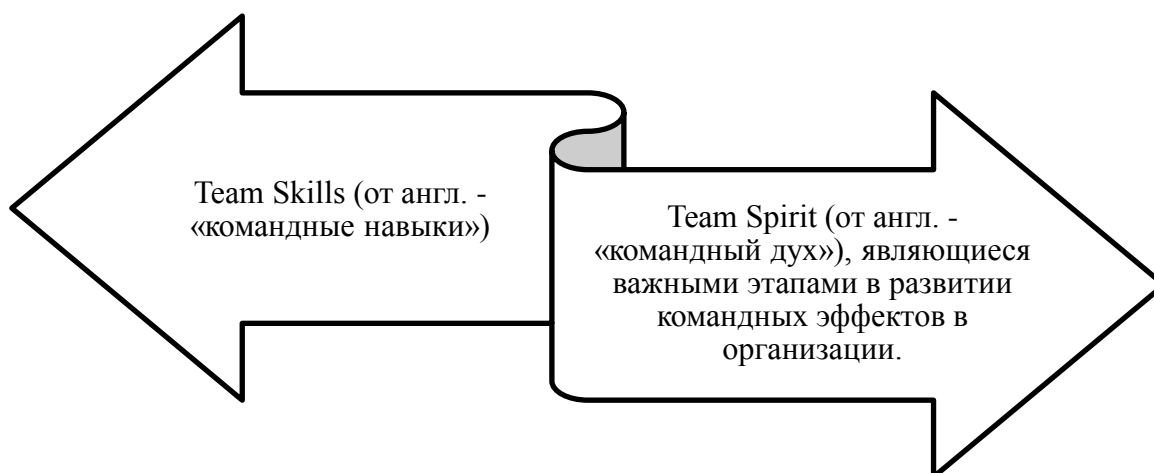 Team Skills (от англ. -
«командные навыки»)
Team Spirit (от англ. -
«командный дух»), являющиеся
важными этапами в развитии
командных эффектов в
организации.